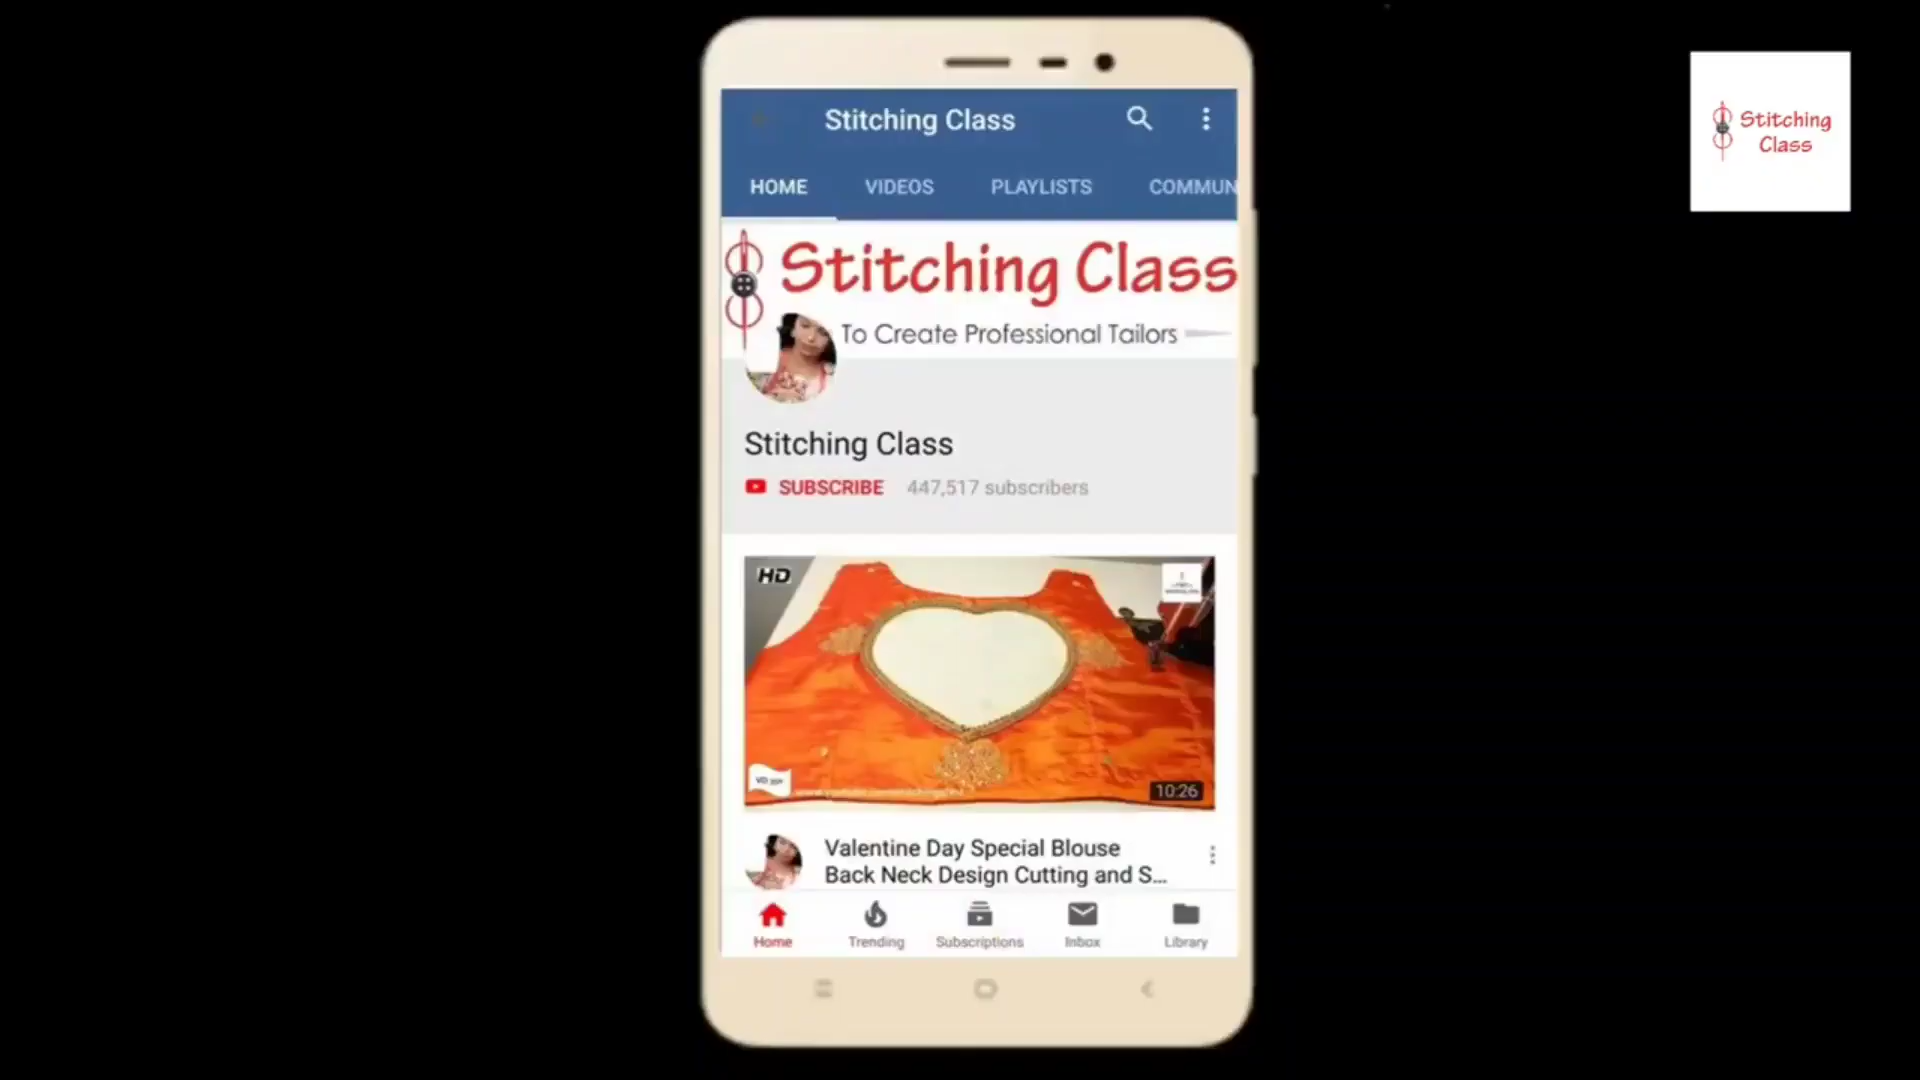 Stitching Class
HOME VIDEOS PLAYLISTS COMMUN
Stitching Class
To Create Professional Tailors
Stitching Class
SUBSCRIBE 447,517 subscribers
HD
10:26
Valentine Day Special Blouse
Back Neck Design Cutting and S...
Home Trending Subscriptions Inbox Library
Stitching
Class